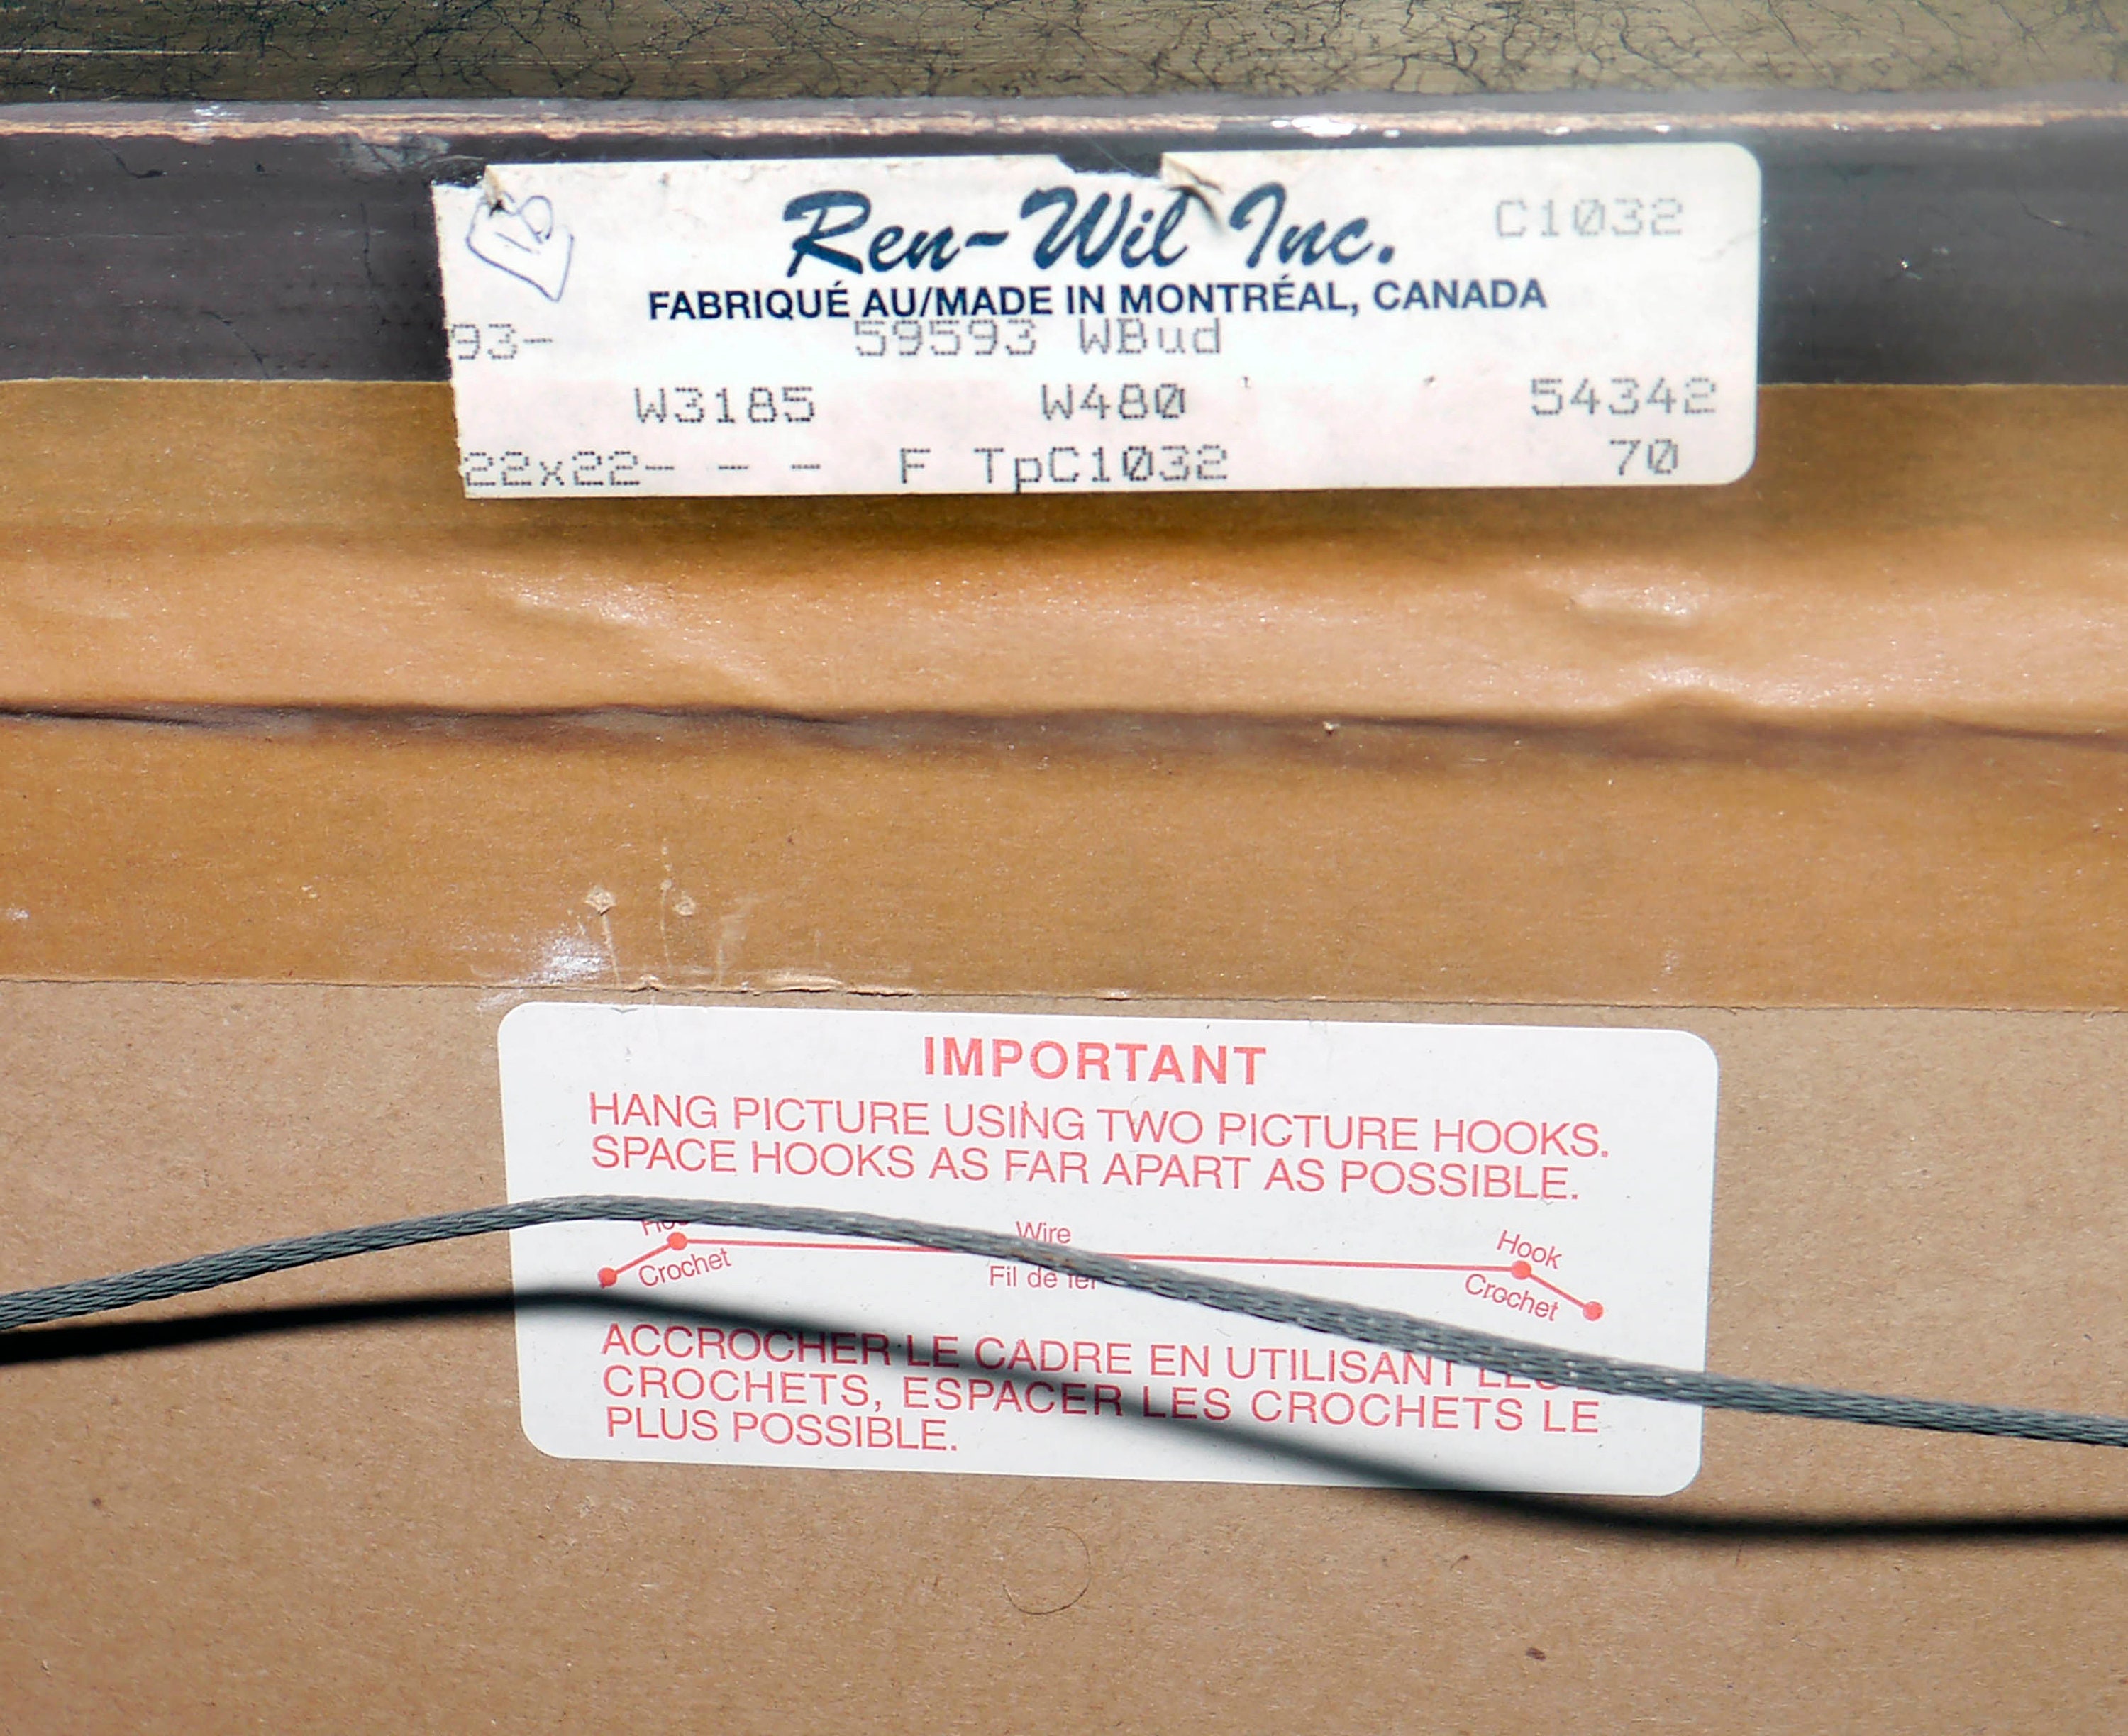 Ren-Wil Inc. C1032
FABRIQUÉ AU/MADE IN MONTRÉAL, CANADA
93- 59593 WBud
W3185 W480 54342
22x22- - - F TpC1032 70
IMPORTANT
HANG PICTURE USING TWO PICTURE HOOKS.
SPACE HOOKS AS FAR APART AS POSSIBLE.
Wire Hook
Crochet Fil de fer Crochet
ACCROCHER LE CADRE EN UTILISANT
CROCHETS, ESPACER LES CROCHETS LE
PLUS POSSIBLE.